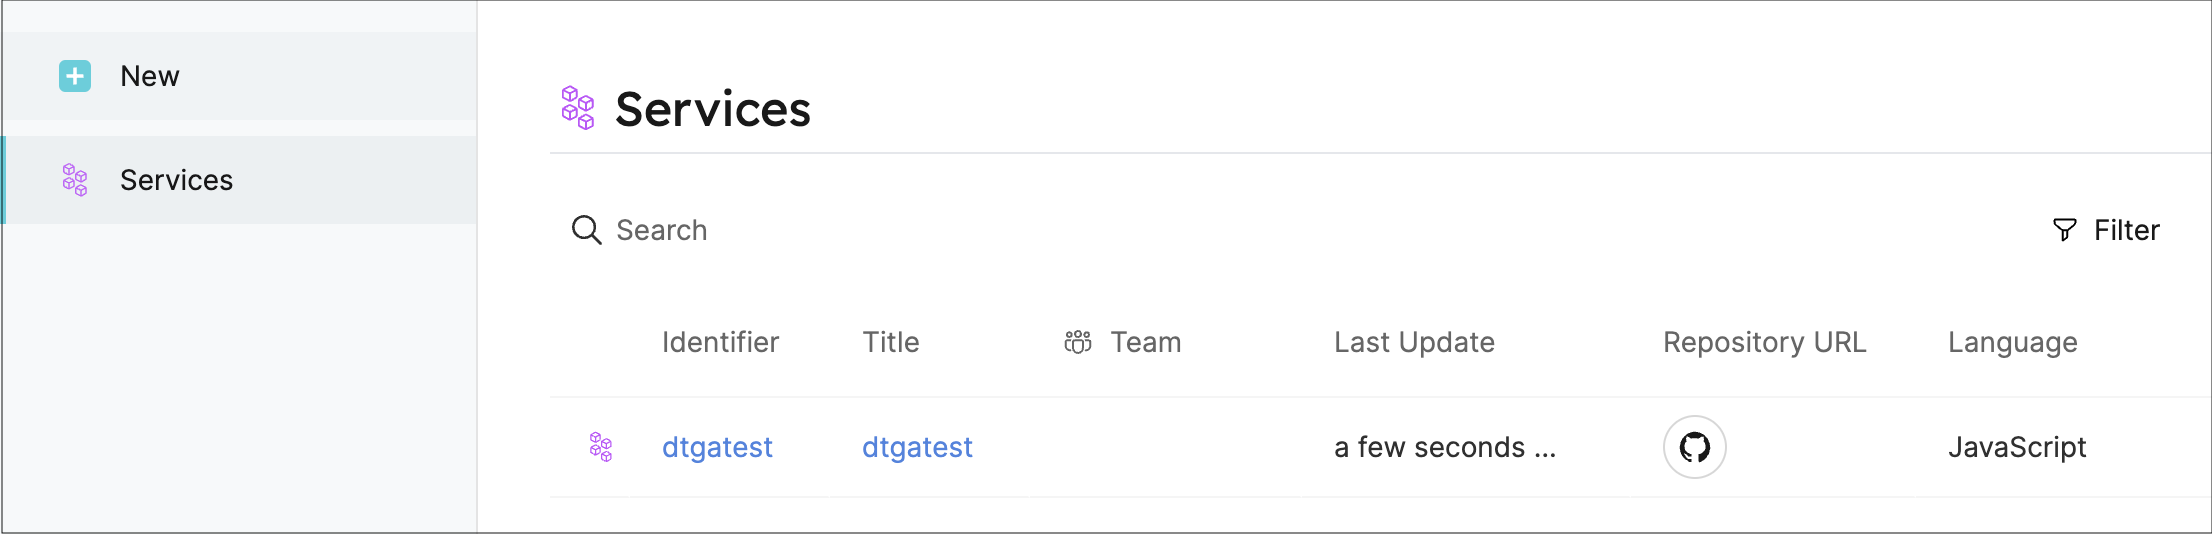 New
Services
Services
Search
Filter
Identifier Title Team Last Update Repository URL Language
dtgatest dtgatest a few seconds ... JavaScript